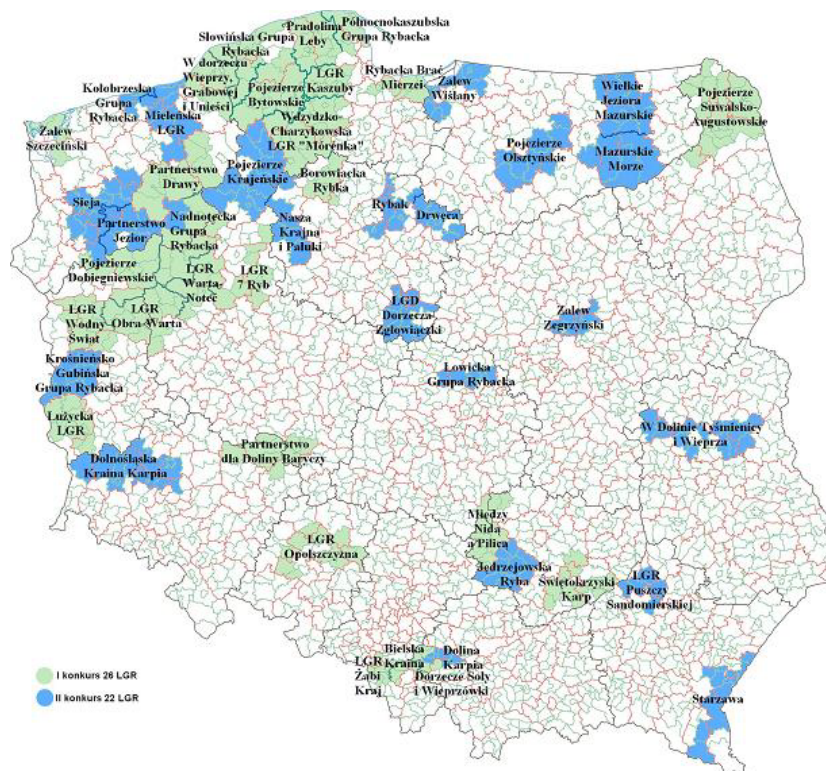 Słowińska Grupa
Rybacka
Pradolina
Łeby
Północnokaszubska
Grupa Rybacka
W dorzeczu
Wieprzy,
Grabowej
i Unieści
Pojezierze
Bytowskie
LGR
Kaszuby
Rybacka Brać
Mierzei
Zalew
Wiślany
Wielkie
Jeziora
Mazurskie
Pojezierze
Suwalsko-
Augustowskie
Kołobrzeska
Grupa
Rybacka
Mieleńska
LGR
Wdzydzko-
Charzykowska
LGR "Mòrénka"
Zalew
Szczeciński
Pojezierze
Olsztyńskie
Mazurskie
Morze
Partnerstwo
Drawy
Pojezierze
Krajeńskie
Borowiacka
Rybka
Sieja
Partnerstwo
Jezior
Nadnotecka
Grupa
Rybacka
Nasza
Krajna
i Pałuki
Rybak
Drwęca
Pojezierze
Dobiegniewskie
LGR
Warta-
Noteć
LGR
7 Ryb
LGR
Wodny
Świat
LGR
Obra-Warta
LGD
Dorzecza
Zgłowiączki
Zalew
Zegrzyński
Krośnieńsko
Gubińska
Grupa Rybacka
Łowicka
Grupa Rybacka
Łużycka
LGR
W Dolinie Tyśmienicy
i Wieprza
Dolnośląska
Kraina Karpia
Partnerstwo
dla Doliny Baryczy
Między
Nidą
a Pilicą
LGR
Opolszczyzna
Jędrzejowska
Ryba
Świętokrzyski
Karp
LGR
Puszczy
Sandomierskiej
LGR
Żabi
Kraj
Bielska
Kraina
Dolina
Karpia
Dorzecze Soły
i Wieprzówki
Starzawa
I konkurs 26 LGR
II konkurs 22 LGR